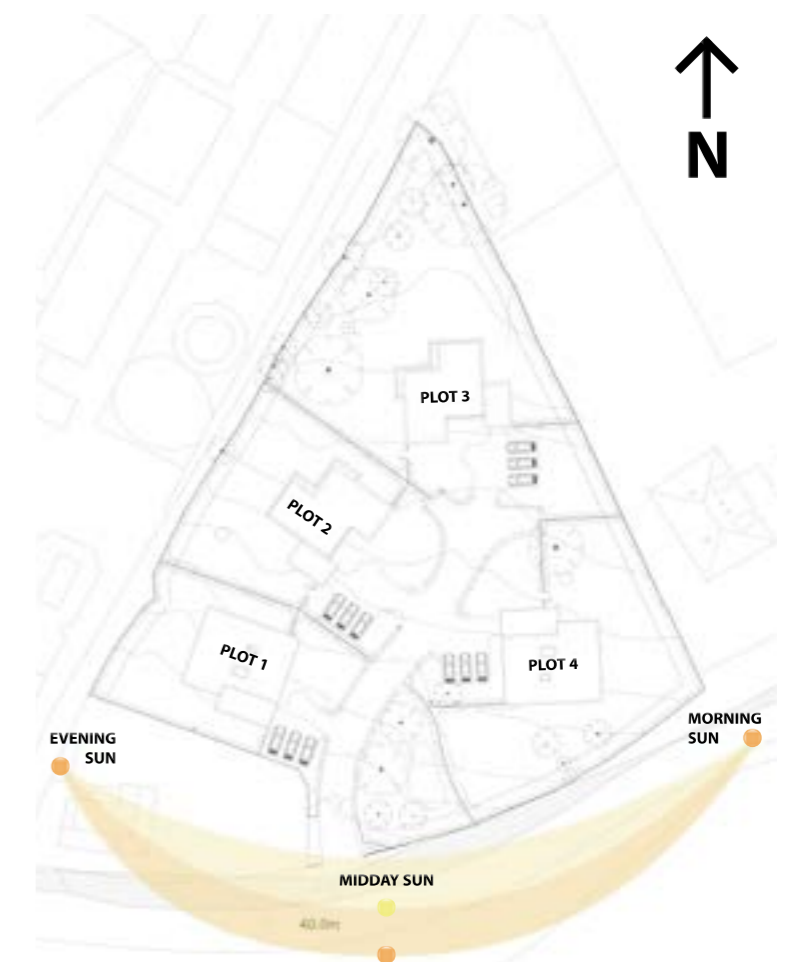 N
PLOT 3
PLOT 2
PLOT 1
PLOT 4
MORNING
SUN
EVENING
SUN
MIDDAY SUN
40.0m